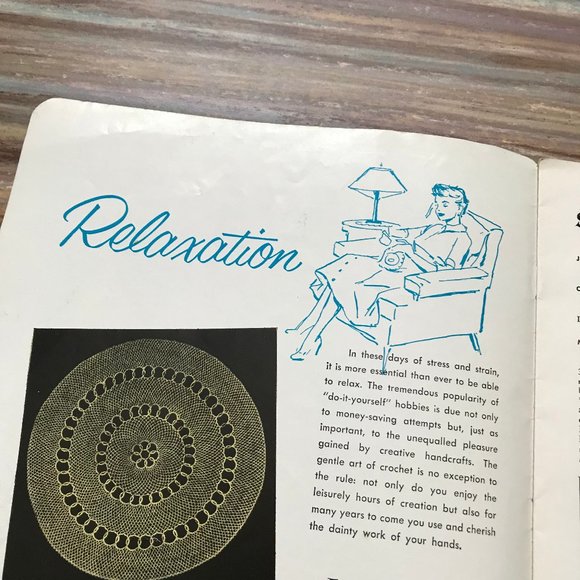 Relaxation
In these days of stress and strain,
it is more essential than ever to be able
to relax. The tremendous popularity of
"do-it-yourself" hobbies is due not only
to money-saving attempts but, just as
important, to the unequalled pleasure
gained by creative handcrafts. The
gentle art of crochet is no exception to
the rule: not only do you enjoy the
leisurely hours of creation but also for
many years to come you use and cherish
the dainty work of your hands.